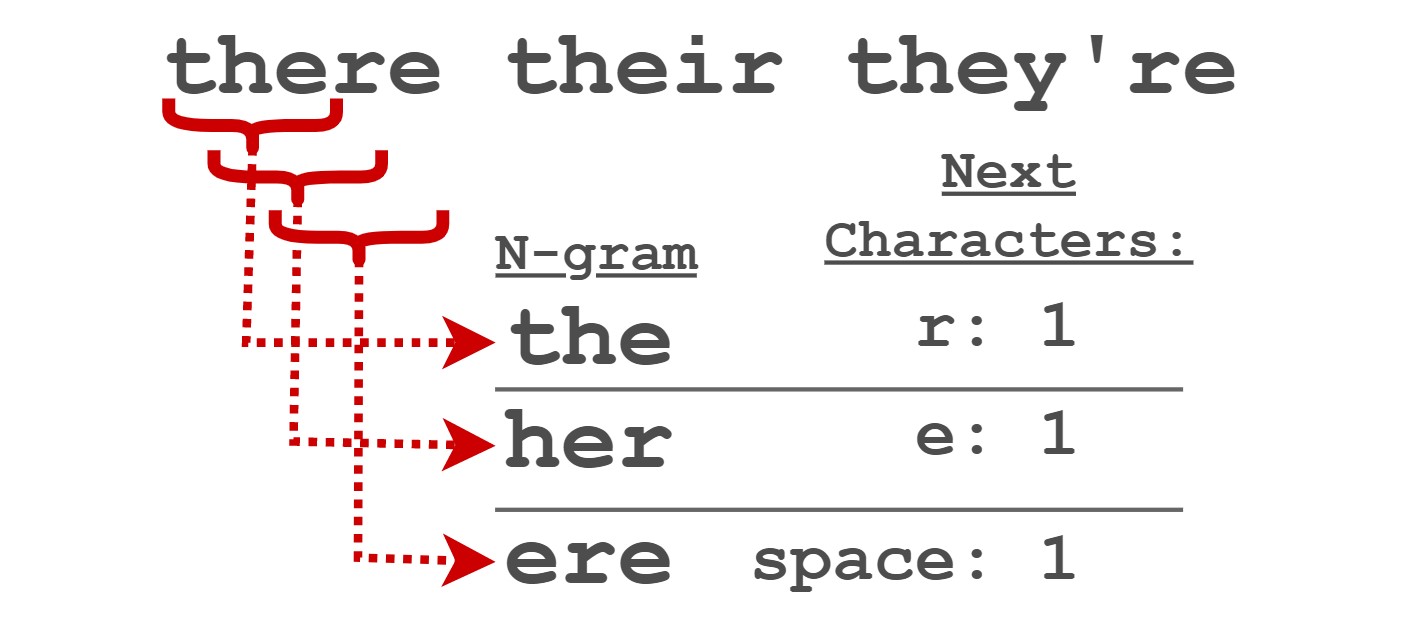 there their they're
Next
N-gram Characters:
the r: 1
her e: 1
ere space: 1